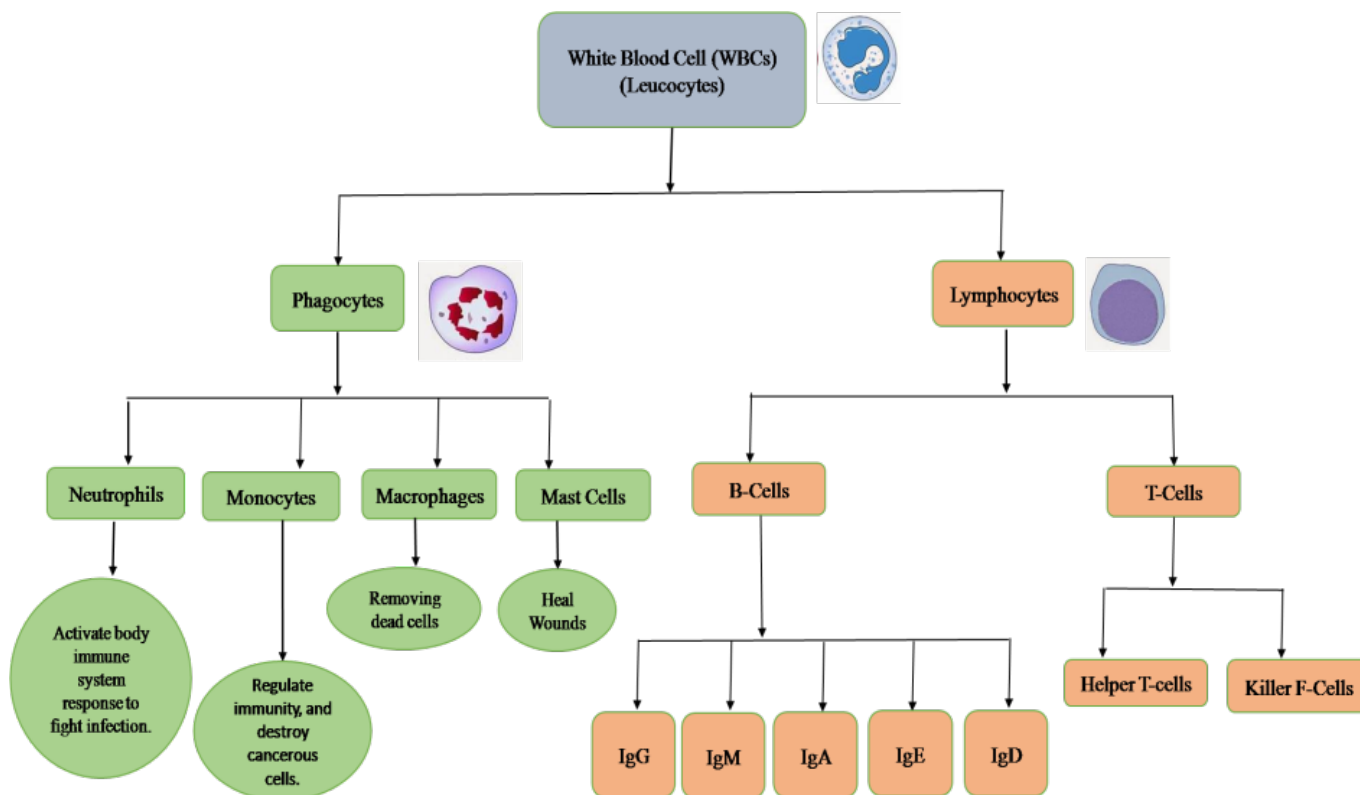 White Blood Cell (WBCs)
(Leucocytes)
Phagocytes
Lymphocytes
Neutrophils
Monocytes
Macrophages
Mast Cells
B-Cells
T-Cells
Activate body
immune
system
response to
fight infection.
Regulate
immunity, and
destroy
cancerous
cells.
Removing
dead cells
Heal
Wounds
IgG
IgM
IgA
IgE
IgD
Helper T-cells
Killer F-Cells